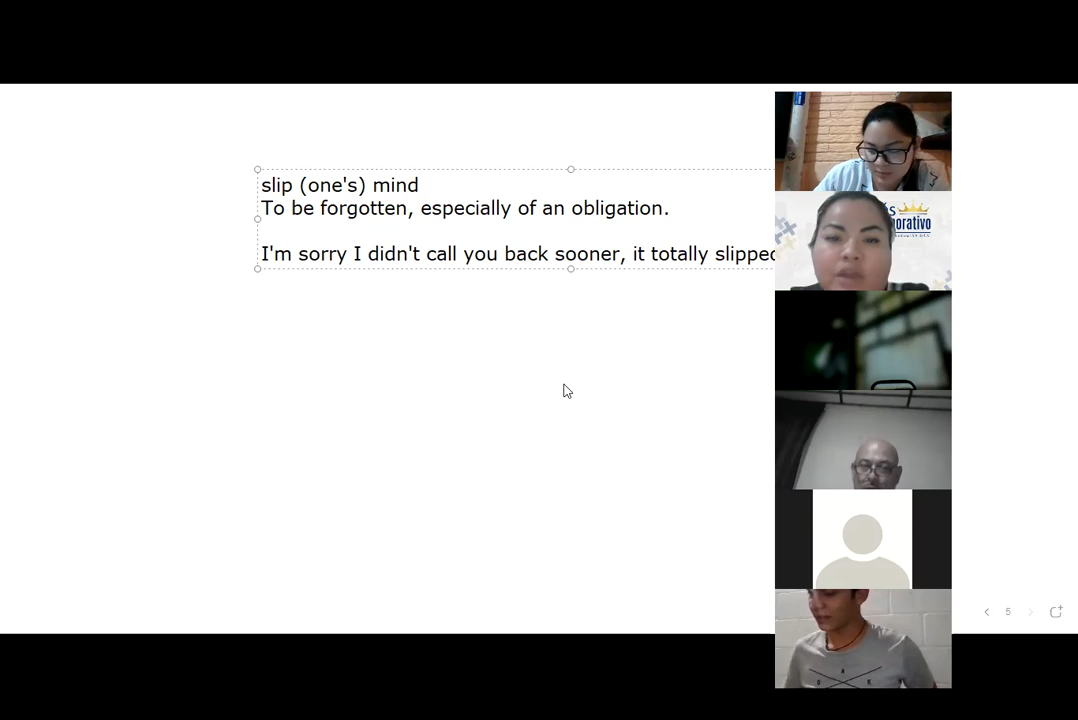 slip (one's) mind
To be forgotten, especially of an obligation.
I'm sorry I didn't call you back sooner, it totally slipped
5